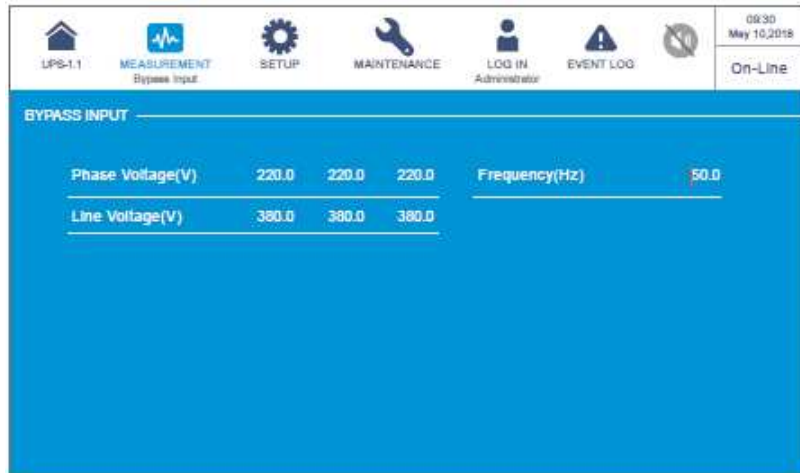 09:30
May 10,2018
UPS-1.1
MEASUREMENT
Bypass Input
SETUP
MAINTENANCE
LOG IN
Administrator
EVENT LOG
On-Line
BYPASS INPUT
Phase Voltage(V) 220.0 220.0 220.0 Frequency(Hz) 50.0
Line Voltage(V) 380.0 380.0 380.0